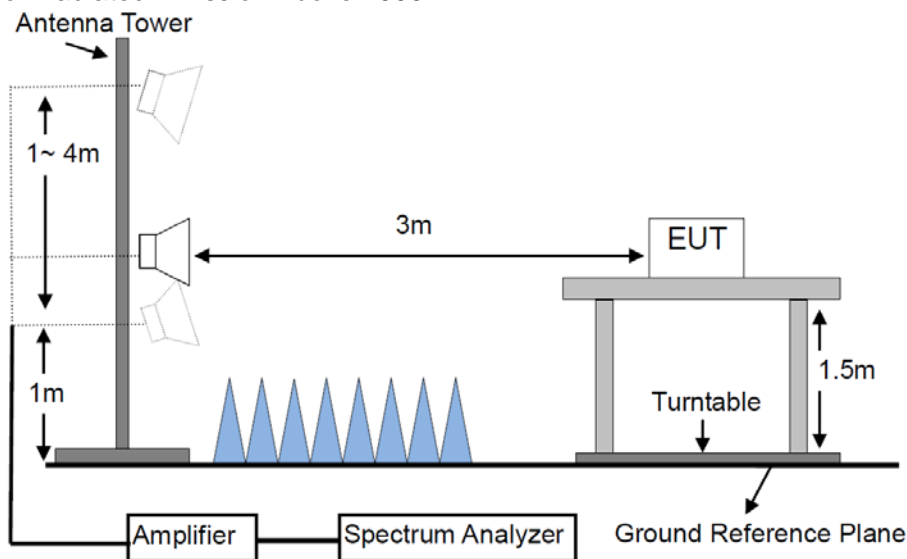 Antenna Tower
1~ 4m
3m
EUT
1m
1.5m
Turntable
Amplifier
Spectrum Analyzer
Ground Reference Plane